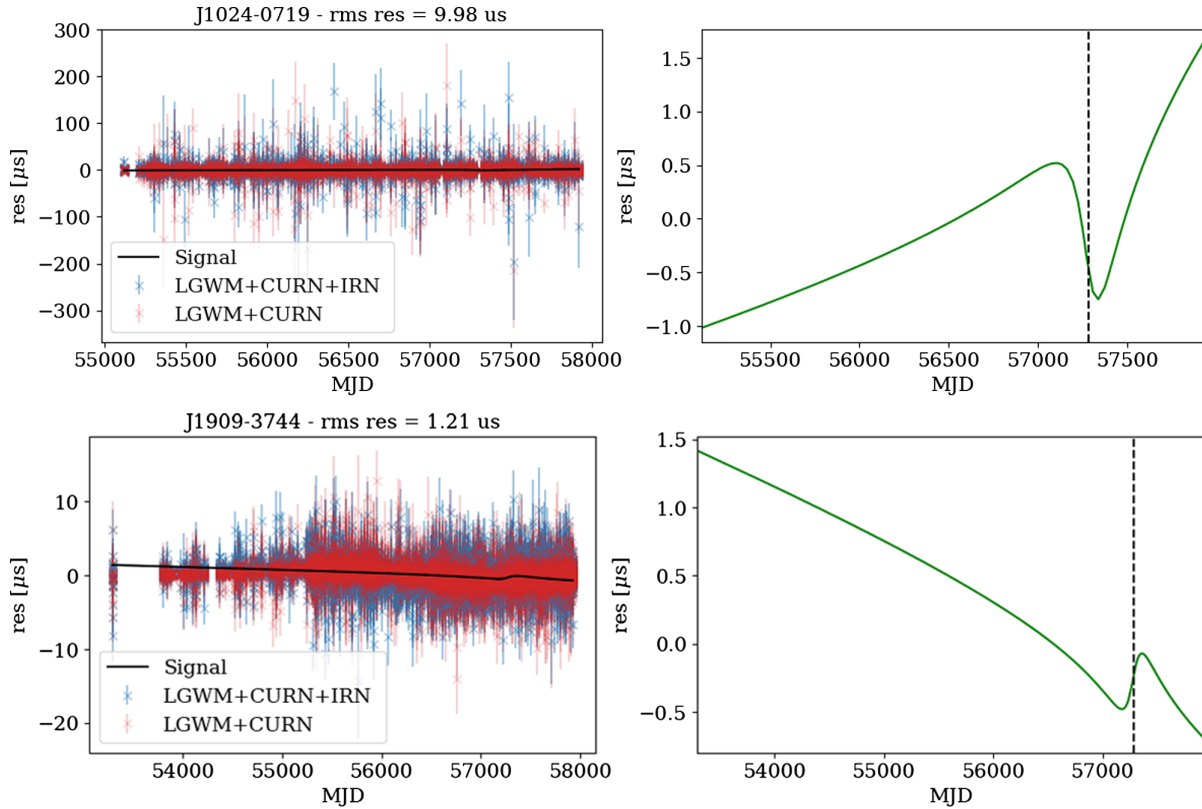 J1024-0719 - rms res = 9.98 us
300
200
100
0
−100
−200
−300
res [μs]
Signal
LGWM+CURN+IRN
LGWM+CURN
55000 55500 56000 56500 57000 57500 58000
MJD
1.5
1.0
0.5
0.0
−0.5
−1.0
res [μs]
55500 56000 56500 57000 57500
MJD
J1909-3744 - rms res = 1.21 us
10
0
−10
−20
res [μs]
Signal
LGWM+CURN+IRN
LGWM+CURN
54000 55000 56000 57000 58000
MJD
1.5
1.0
0.5
0.0
−0.5
res [μs]
54000 55000 56000 57000
MJD